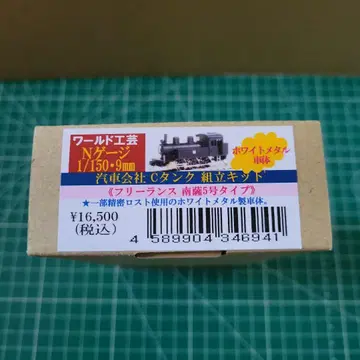 ワールド工芸
Nゲージ
1/150・9mm
ホワイトメタル
車体
汽車会社 Cタンク 組立キット
《フリーランス 南薩5号タイプ》
★一部精密ロスト使用のホワイトメタル製車体。
¥16,500
(税込)
4 589904 346941